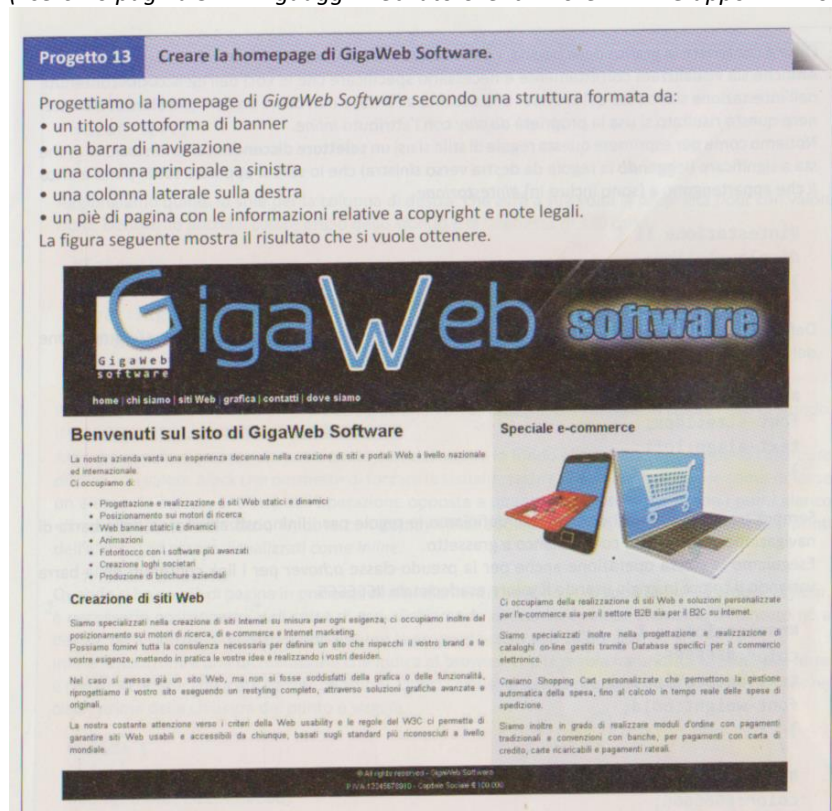 Progetto 13 Creare la homepage di GigaWeb Software.
Progettiamo la homepage di GigaWeb Software secondo una struttura formata da:
• un titolo sottoforma di banner
• una barra di navigazione
• una colonna principale a sinistra
• una colonna laterale sulla destra
• un piè di pagina con le informazioni relative a copyright e note legali.
La figura seguente mostra il risultato che si vuole ottenere.
GigaWeb software
GigaWeb
software
home | chi siamo | siti Web | grafica | contatti | dove siamo
Benvenuti sul sito di GigaWeb Software
La nostra azienda vanta una esperienza decennale nella creazione di siti e portali Web a livello nazionale
ed internazionale.
Ci occupiamo di:
• Progettazione e realizzazione di siti Web statici e dinamici
• Posizionamento sui motori di ricerca
• Web banner statici e dinamici
• Animazioni
• Fotoritocco con i software più avanzati
• Creazione loghi societari
• Produzione di brochure aziendali
Creazione di siti Web
Siamo specializzati nella creazione di siti Internet su misura per ogni esigenza; ci occupiamo inoltre del
posizionamento sui motori di ricerca, di e-commerce e Internet marketing.
Possiamo fornirvi tutta la consulenza necessaria per definire un sito che rispecchi il vostro brand e le
vostre esigenze, mettendo in pratica le vostre idee e realizzando i vostri desideri.
Nel caso si avesse già un sito Web, ma non si fosse soddisfatti della grafica o delle funzionalità,
riprogettiamo il vostro sito eseguendo un restyling completo, attraverso soluzioni grafiche avanzate e
originali.
La nostra costante attenzione verso i criteri della Web usability e le regole del W3C ci permette di
garantire siti Web usabili e accessibili da chiunque, basati sugli standard più riconosciuti a livello
mondiale.
Speciale e-commerce
Ci occupiamo della realizzazione di siti Web e soluzioni personalizzate
per l'e-commerce sia per il settore B2B sia per il B2C su Internet.
Siamo specializzati inoltre nella progettazione e realizzazione di
cataloghi on-line gestiti tramite Database specifici per il commercio
elettronico.
Creiamo Shopping Cart personalizzate che permettono la gestione
automatica della spesa, fino al calcolo in tempo reale delle spese di
spedizione.
Siamo inoltre in grado di realizzare moduli d'ordine con pagamenti
tradizionali e convenzioni con banche, per pagamenti con carta di
credito, carte ricaricabili e pagamenti rateali.
© All rights reserved - GigaWeb Software
P.IVA 12345678910 - Capitale Sociale € 100.000